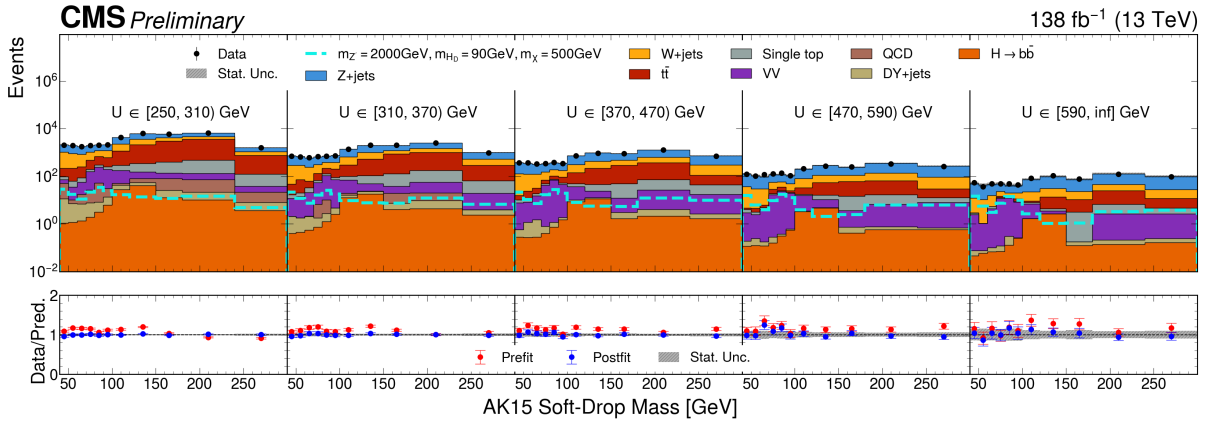 CMS Preliminary 138 fb⁻¹ (13 TeV)
Events
Data
Stat. Unc.
m_Z' = 2000GeV, m_H_D = 90GeV, m_χ = 500GeV
Z+jets
W+jets
tt̄
Single top
VV
QCD
DY+jets
H→bb̄
U ∈ [250, 310) GeV
U ∈ [310, 370) GeV
U ∈ [370, 470) GeV
U ∈ [470, 590) GeV
U ∈ [590, inf] GeV
10⁶
10⁴
10²
10⁰
10⁻²
Data/Pred.
2
1
0
Prefit
Postfit
Stat. Unc.
50 100 150 200 250 50 100 150 200 250 50 100 150 200 250 50 100 150 200 250 50 100 150 200 250
AK15 Soft-Drop Mass [GeV]